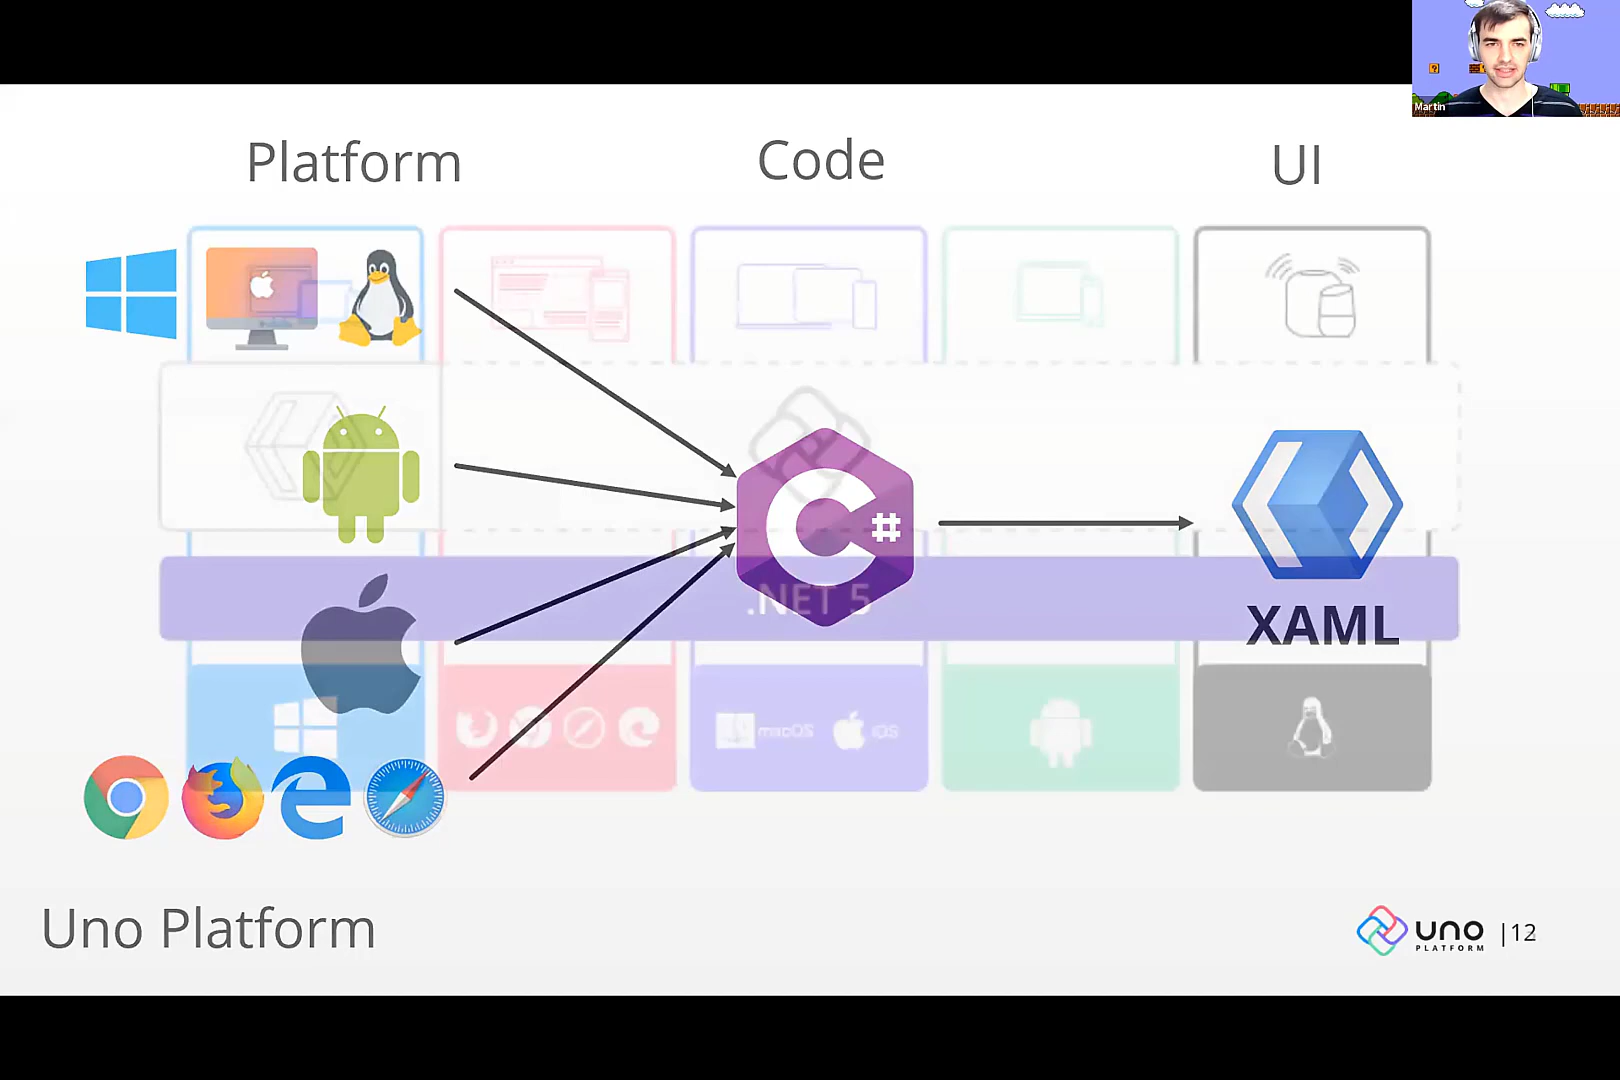 Martin
Platform
Code
UI
C#
.NET 5
XAML
macOS
iOS
Uno Platform
uno
PLATFORM
|12